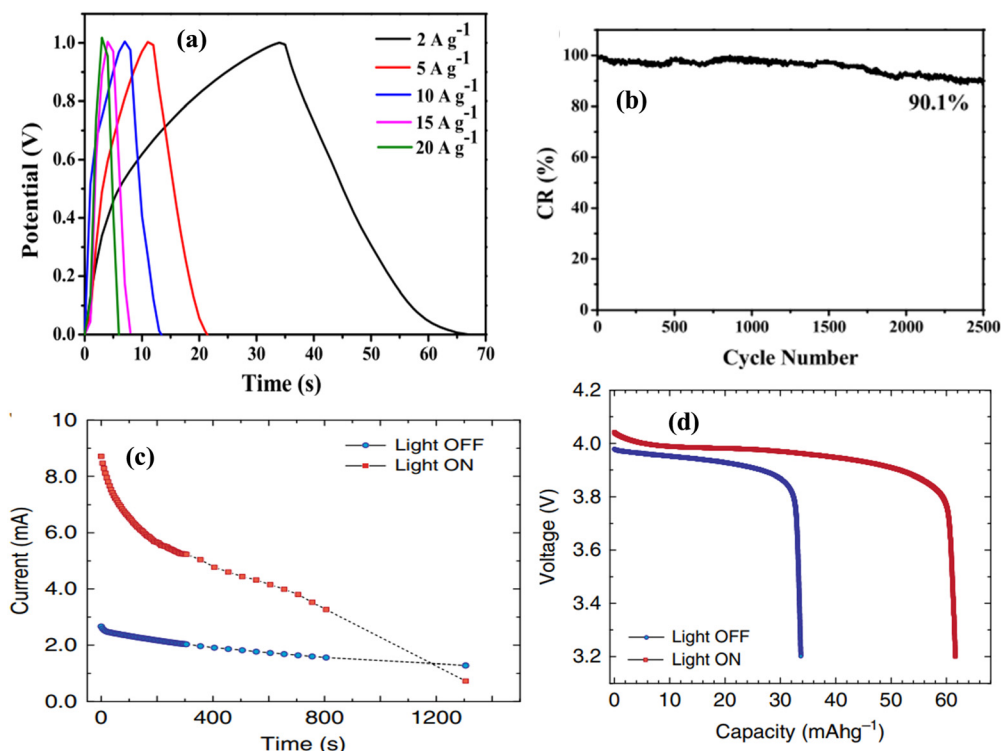 (a)
2 A g⁻¹
5 A g⁻¹
10 A g⁻¹
15 A g⁻¹
20 A g⁻¹
Potential (V)
1.0
0.8
0.6
0.4
0.2
0.0
0 10 20 30 40 50 60 70
Time (s)
(b)
90.1%
CR (%)
100
80
60
40
20
0
0 500 1000 1500 2000 2500
Cycle Number
(c)
Light OFF
Light ON
Current (mA)
10
8.0
6.0
4.0
2.0
0.0
0 400 800 1200
Time (s)
(d)
Light OFF
Light ON
Voltage (V)
4.2
4.0
3.8
3.6
3.4
3.2
0 10 20 30 40 50 60
Capacity (mAhg⁻¹)